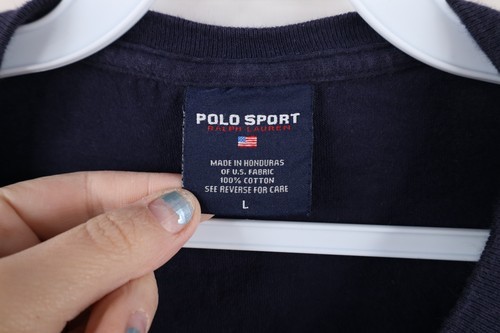 POLO SPORT
RALPH LAUREN
MADE IN HONDURAS
OF U.S. FABRIC
100% COTTON
SEE REVERSE FOR CARE
L